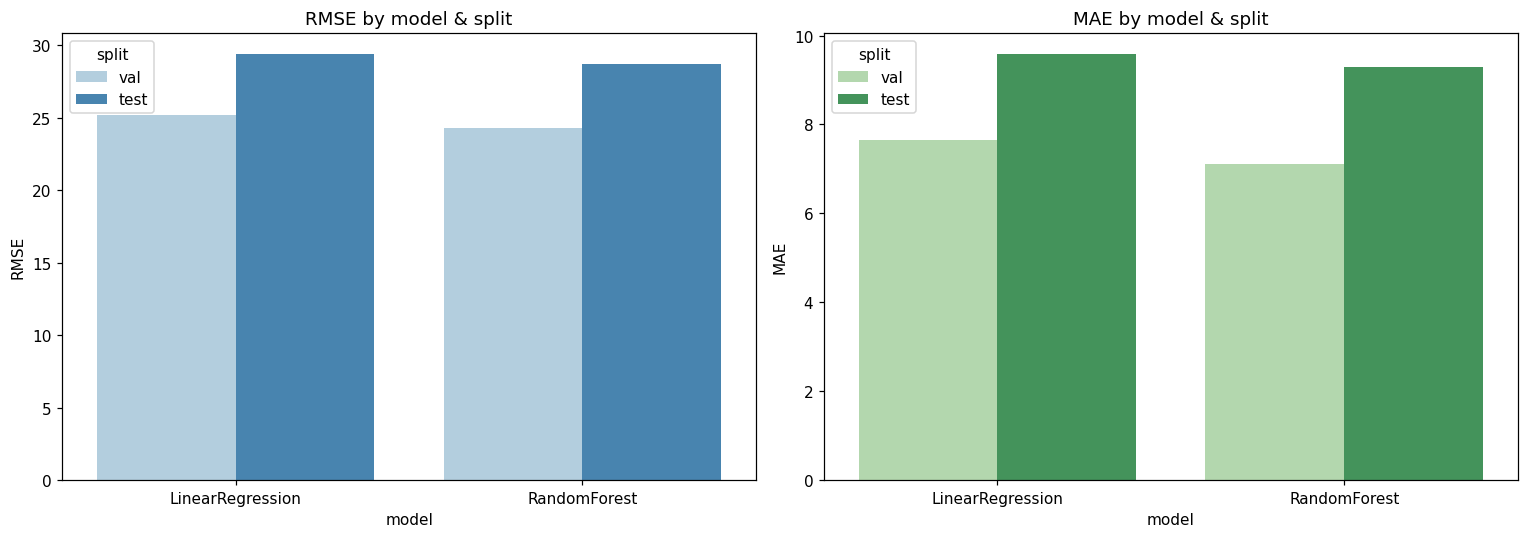 RMSE by model & split
split
val
test
30
25
20
15
10
5
0
RMSE
LinearRegression RandomForest
model
MAE by model & split
split
val
test
10
8
6
4
2
0
MAE
LinearRegression RandomForest
model